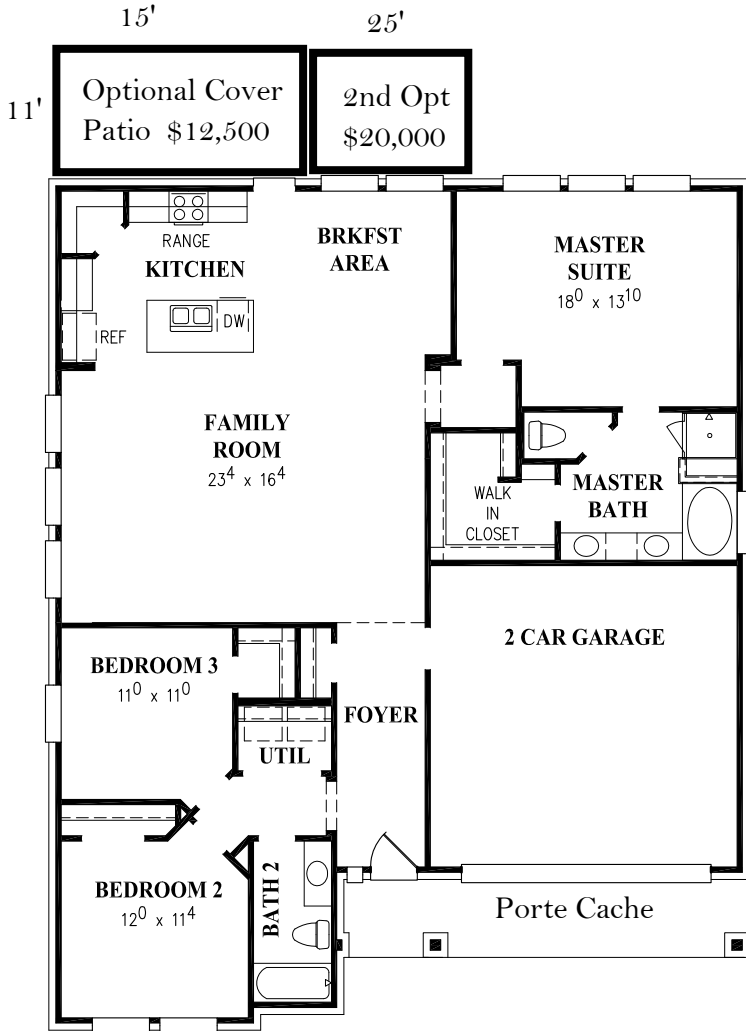 15'
25'
11'
Optional Cover
Patio $12,500
2nd Opt
$20,000
RANGE
KITCHEN
BRKFST
AREA
MASTER
SUITE
18⁰ x 13¹⁰
REF
DW
FAMILY
ROOM
23⁴ x 16⁴
WALK
IN
CLOSET
MASTER
BATH
BEDROOM 3
11⁰ x 11⁰
2 CAR GARAGE
FOYER
UTIL
BEDROOM 2
12⁰ x 11⁴
BATH 2
Porte Cache